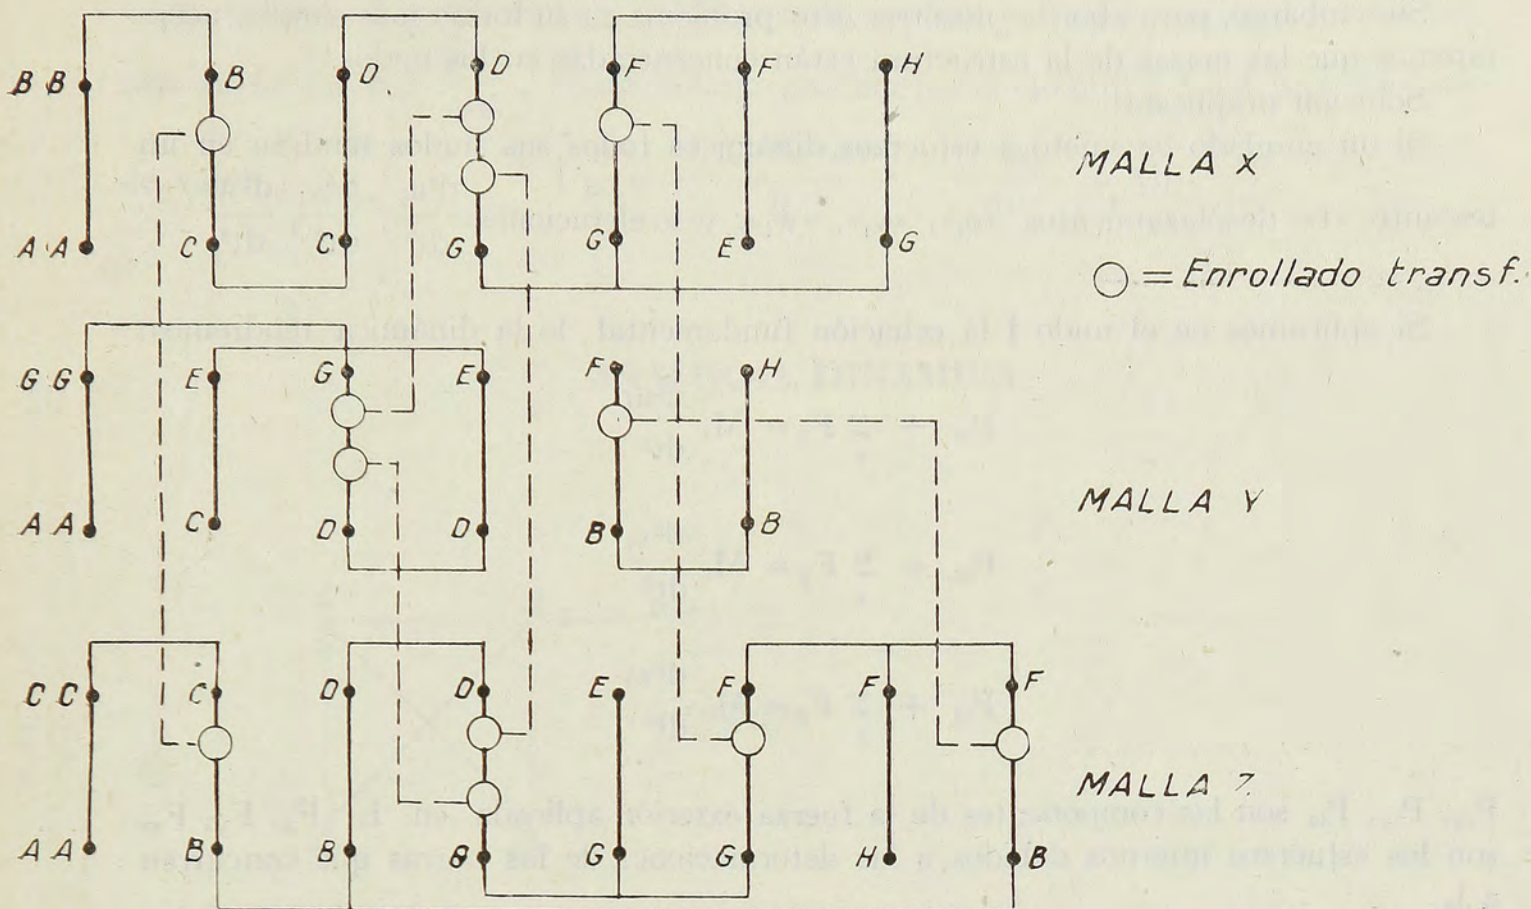 B B B D D F F H
MALLA X
A A C C G G E G
○ = Enrollado transf.
G G E G E F H
A A C D D B B
MALLA Y
C C C D D E F F F
MALLA Z
A A B B G G H B